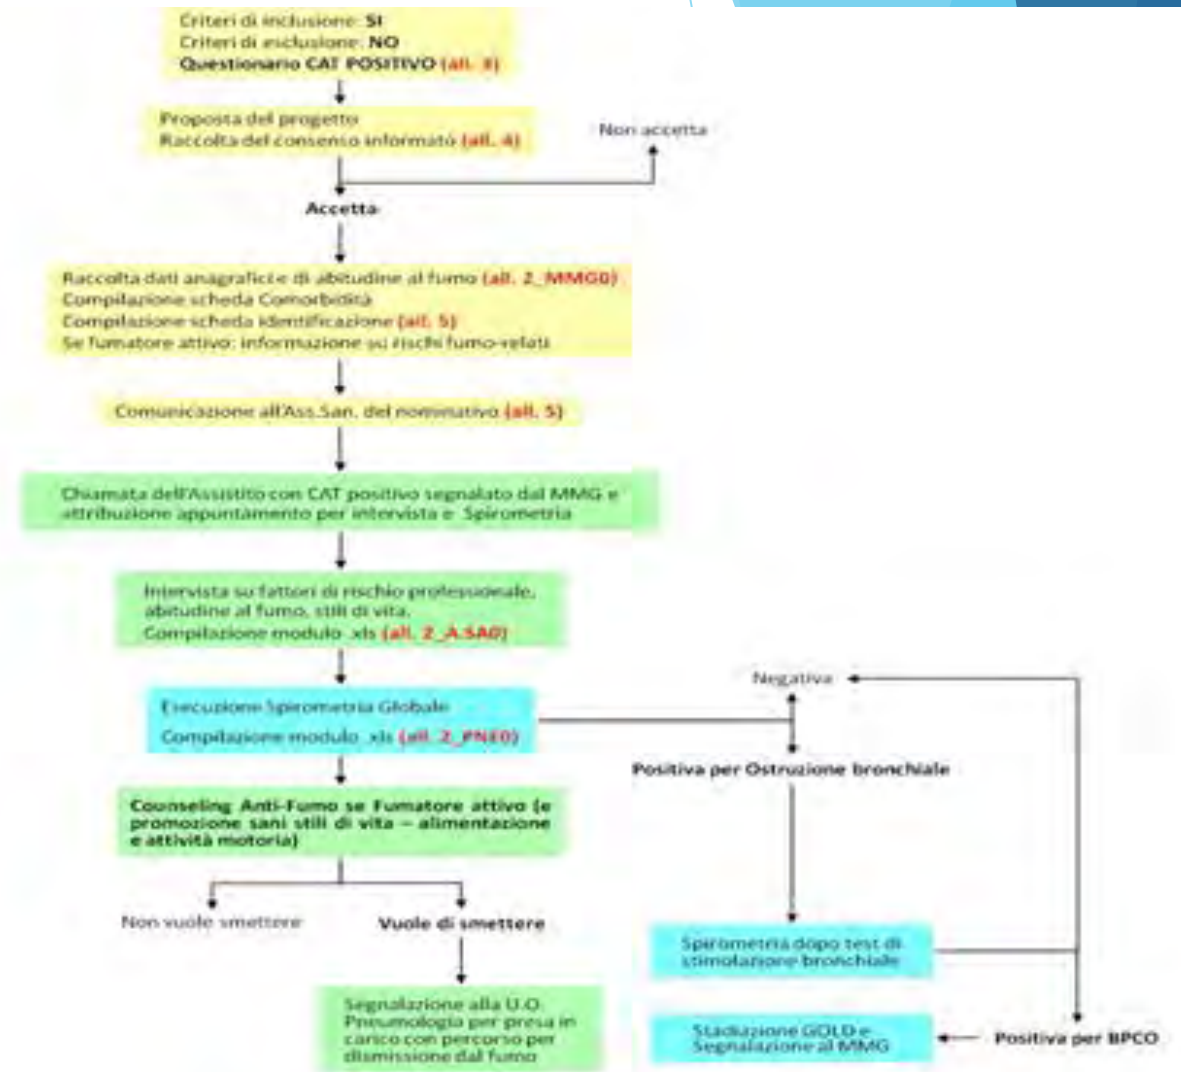 Criteri di inclusione: SI
Criteri di esclusione: NO
Questionario CAT POSITIVO (all. 3)
Proposta del progetto
Raccolta del consenso informato (all. 4)
Non accetta
Accetta
Raccolta dati anagrafici e di abitudine al fumo (all. 2_MMG0)
Compilazione scheda Comorbidità
Compilazione scheda identificazione (all. 5)
Se fumatore attivo: informazione su rischi fumo-relati
Comunicazione all'Ass.San. del nominativo (all. 5)
Chiamata dell'Assistito con CAT positivo segnalato dal MMG e
attribuzione appuntamento per intervista e Spirometria
Intervista su fattori di rischio professionale,
abitudine al fumo, stili di vita.
Compilazione modulo .xls (all. 2_A.SA0)
Negativa
Esecuzione Spirometria Globale
Compilazione modulo .xls (all. 2_PNE0)
Positiva per Ostruzione bronchiale
Counseling Anti-Fumo se Fumatore attivo (e
promozione sani stili di vita – alimentazione
e attività motoria)
Non vuole smettere
Vuole di smettere
Spirometria dopo test di
stimolazione bronchiale
Segnalazione alla U.O.
Pneumologia per presa in
carico con percorso per
dismissione dal fumo
Stadiazione GOLD e
Segnalazione al MMG
Positiva per BPCO